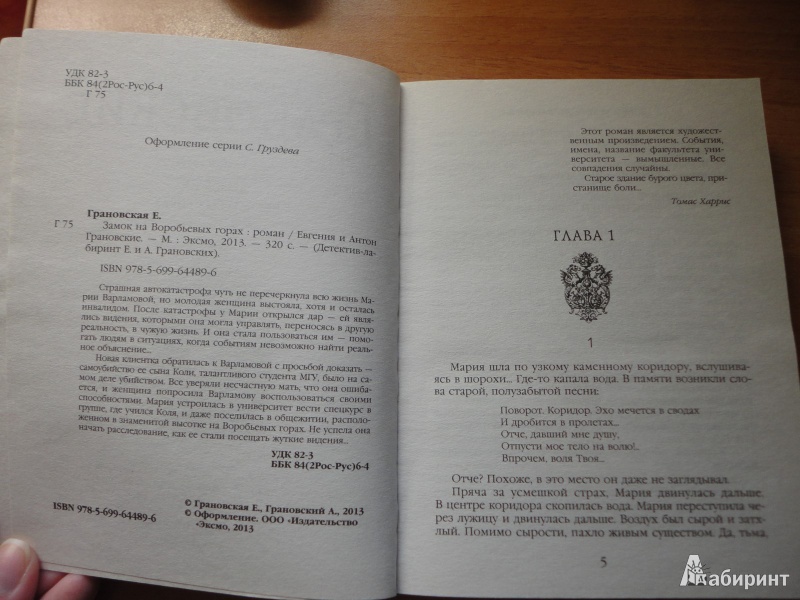 УДК 82-3
ББК 84(2Рос-Рус)6-4
Г 75
Оформление серии С. Груздева
Грановская Е.
Г 75
Замок на Воробьевых горах : роман / Евгения и Антон
Грановские. — М. : Эксмо, 2013. — 320 с. — (Детектив-ла-
биринт Е. и А. Грановских).
ISBN 978-5-699-64489-6
Страшная автокатастрофа чуть не перечеркнула всю жизнь Ма-
рии Варламовой, но молодая женщина выстояла, хотя и осталась
инвалидом. После катастрофы у Марии открылся дар — ей явля-
лись видения, которыми она могла управлять, переносясь в другую
реальность, в чужую жизнь. И она стала пользоваться им — помо-
гать людям в ситуациях, когда событиям невозможно найти реаль-
ное объяснение...
Новая клиентка обратилась к Варламовой с просьбой доказать —
самоубийство ее сына Коли, талантливого студента МГУ, было на са-
мом деле убийством. Все уверяли несчастную мать, что она ошиба-
ется, и женщина попросила Варламову воспользоваться своими
способностями. Мария устроилась в университет вести спецкурс в
группе, где учился Коля, и даже поселилась в общежитии, располо-
женном в знаменитой высотке на Воробьевых горах. Не успела она
начать расследование, как ее стали посещать жуткие видения...
УДК 82-3
ББК 84(2Рос-Рус)6-4
© Грановская Е., Грановский А., 2013
© Оформление. ООО «Издательство
«Эксмо, 2013
ISBN 978-5-699-64489-6
Этот роман является художест-
венным произведением. События,
имена, название факультета уни-
верситета — вымышленные. Все
совпадения случайны.
Старое здание бурого цвета, при-
станище боли...
Томас Харрис
ГЛАВА 1
1
Мария шла по узкому каменному коридору, вслушива-
ясь в шорохи... Где-то капала вода. В памяти возникли сло-
ва старой, полузабытой песни:
Поворот. Коридор. Эхо мечется в сводах
И дробится в пролетах...
Отче, давший мне душу,
Отпусти мое тело на волю!..
Впрочем, воля Твоя...
Отче? Похоже, в это место он даже не заглядывал.
Пряча за усмешкой страх, Мария двинулась дальше.
В центре коридора скопилась вода. Мария переступила че-
рез лужицу и двинулась дальше. Воздух был сырой и затх-
лый. Помимо сырости, пахло живым существом. Да, тьма,
5
Лабиринт